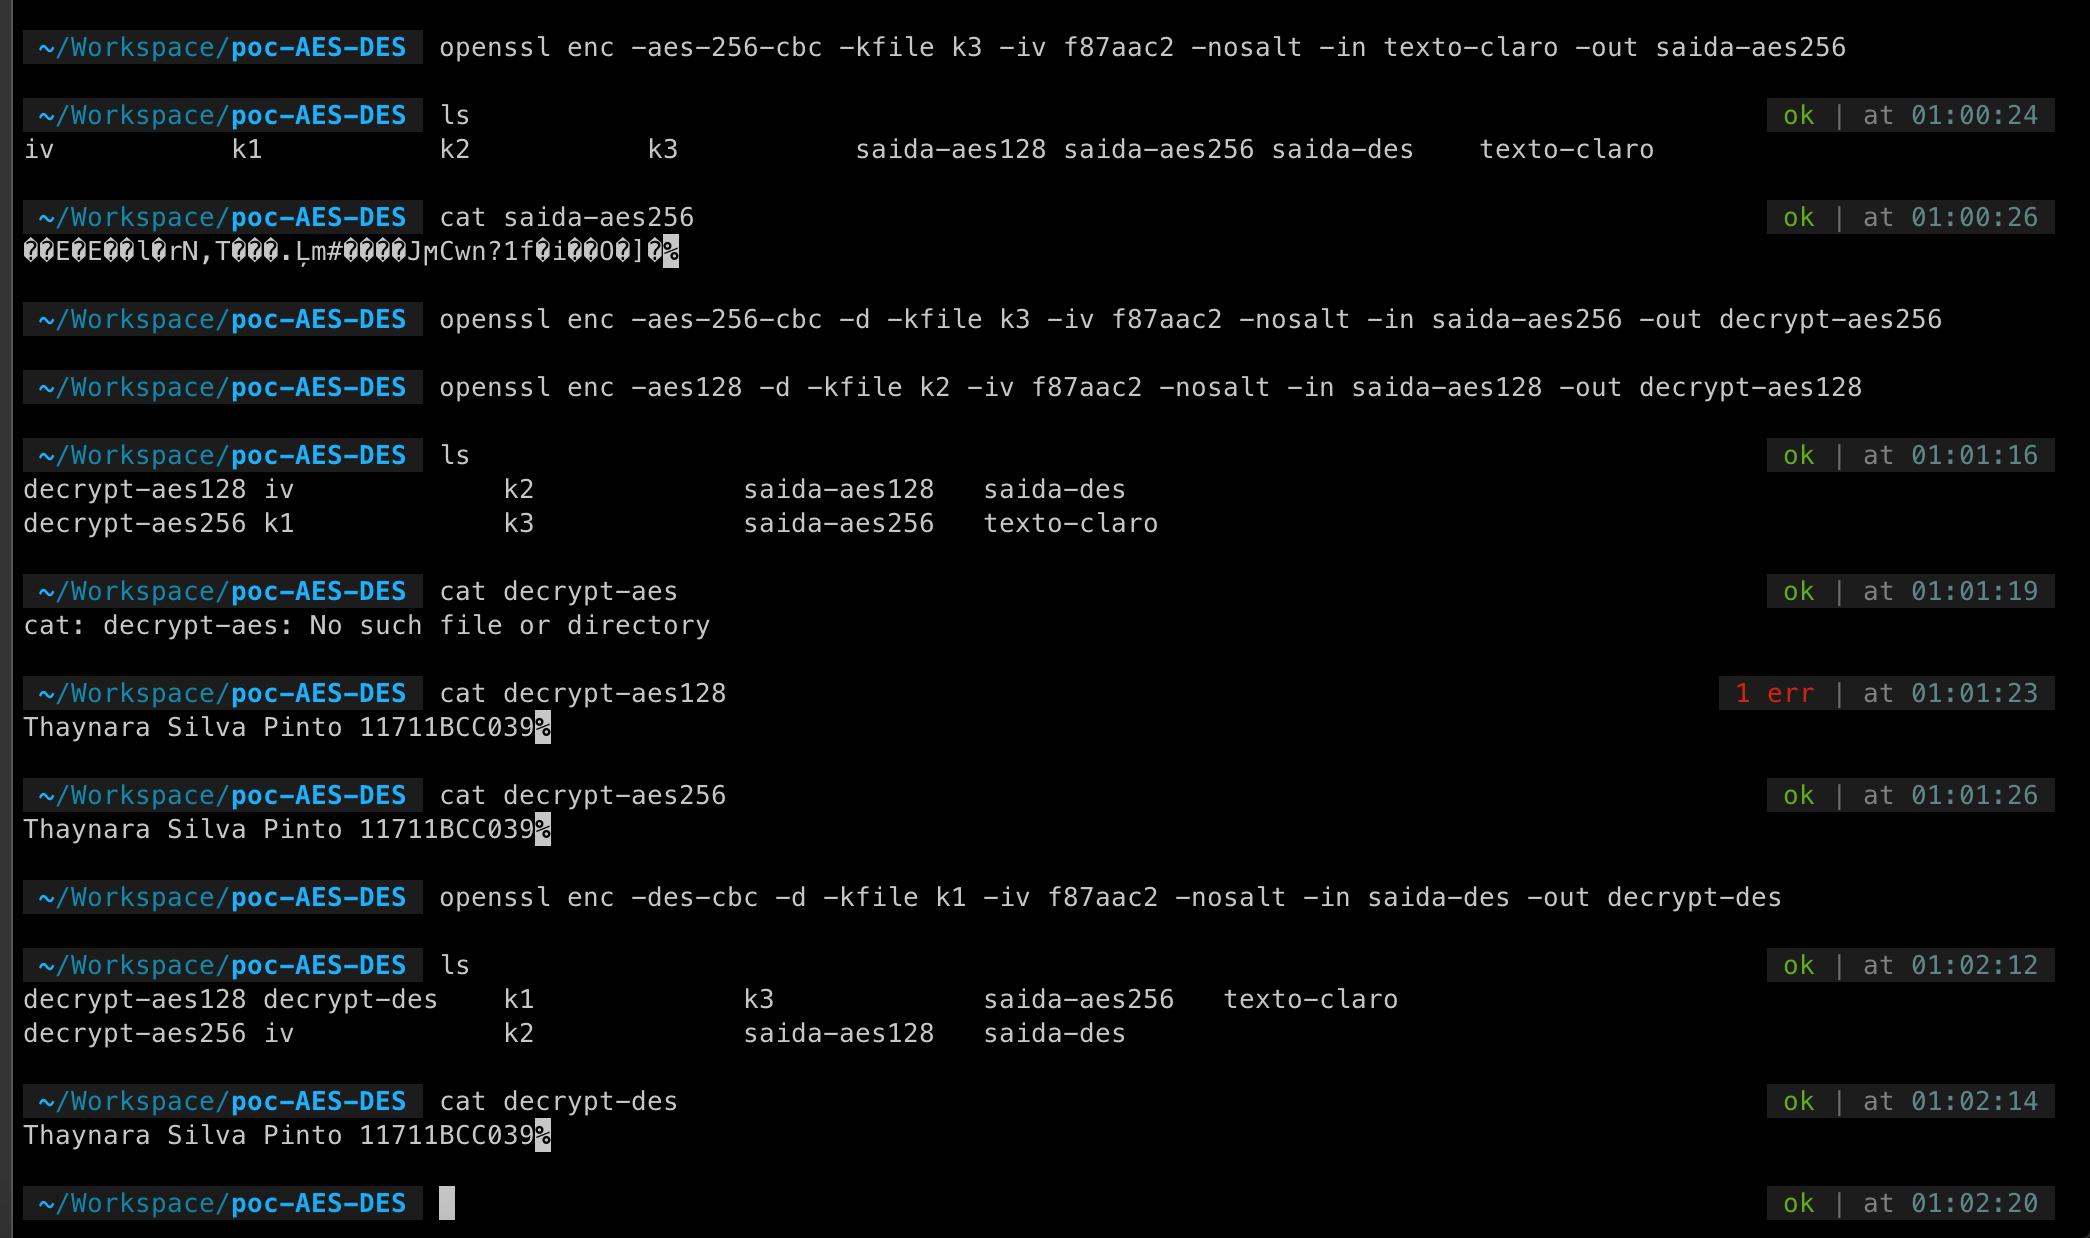 ~/Workspace/poc-AES-DES openssl enc -aes-256-cbc -kfile k3 -iv f87aac2 -nosalt -in texto-claro -out saida-aes256
~/Workspace/poc-AES-DES ls ok | at 01:00:24
iv k1 k2 k3 saida-aes128 saida-aes256 saida-des texto-claro
~/Workspace/poc-AES-DES cat saida-aes256 ok | at 01:00:26
��E�E��l�rN,T���.Ļm#����JϻCwn?1f�i��O�]�%
~/Workspace/poc-AES-DES openssl enc -aes-256-cbc -d -kfile k3 -iv f87aac2 -nosalt -in saida-aes256 -out decrypt-aes256
~/Workspace/poc-AES-DES openssl enc -aes128 -d -kfile k2 -iv f87aac2 -nosalt -in saida-aes128 -out decrypt-aes128
~/Workspace/poc-AES-DES ls ok | at 01:01:16
decrypt-aes128 iv k2 saida-aes128 saida-des
decrypt-aes256 k1 k3 saida-aes256 texto-claro
~/Workspace/poc-AES-DES cat decrypt-aes ok | at 01:01:19
cat: decrypt-aes: No such file or directory
~/Workspace/poc-AES-DES cat decrypt-aes128 1 err | at 01:01:23
Thaynara Silva Pinto 11711BCC039%
~/Workspace/poc-AES-DES cat decrypt-aes256 ok | at 01:01:26
Thaynara Silva Pinto 11711BCC039%
~/Workspace/poc-AES-DES openssl enc -des-cbc -d -kfile k1 -iv f87aac2 -nosalt -in saida-des -out decrypt-des
~/Workspace/poc-AES-DES ls ok | at 01:02:12
decrypt-aes128 decrypt-des k1 k3 saida-aes256 texto-claro
decrypt-aes256 iv k2 saida-aes128 saida-des
~/Workspace/poc-AES-DES cat decrypt-des ok | at 01:02:14
Thaynara Silva Pinto 11711BCC039%
~/Workspace/poc-AES-DES ok | at 01:02:20